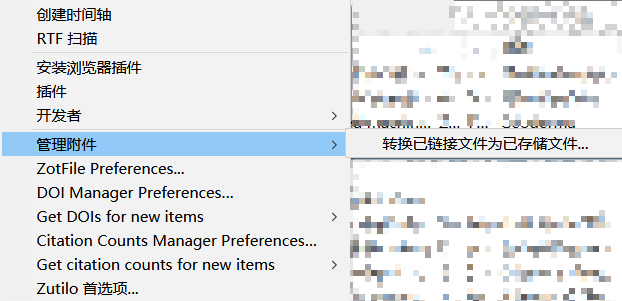 创建时间轴
RTF 扫描
安装浏览器插件
插件
开发者
管理附件
转换已链接文件为已存储文件...
ZotFile Preferences...
DOI Manager Preferences...
Get DOIs for new items
Citation Counts Manager Preferences...
Get citation counts for new items
Zutilo 首选项...